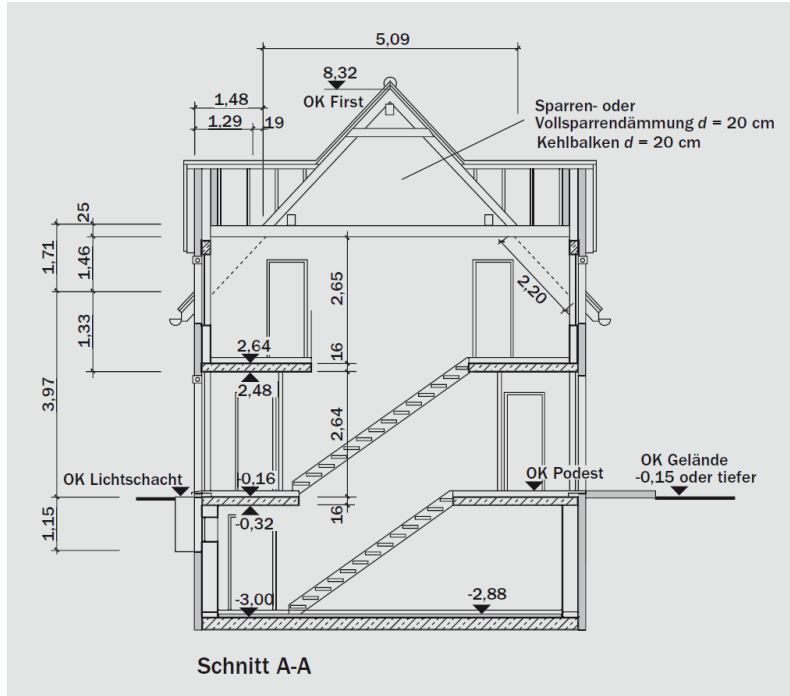 5,09
8,32
OK First
1,48
1,29
19
Sparren- oder
Vollsparrendämmung d = 20 cm
Kehlbalken d = 20 cm
25
1,71
1,46
2,65
2,20
1,33
2,64
16
2,48
3,97
2,64
OK Lichtschacht
-0,16
OK Podest
OK Gelände
-0,15 oder tiefer
-0,32
16
1,15
-3,00
-2,88
Schnitt A-A